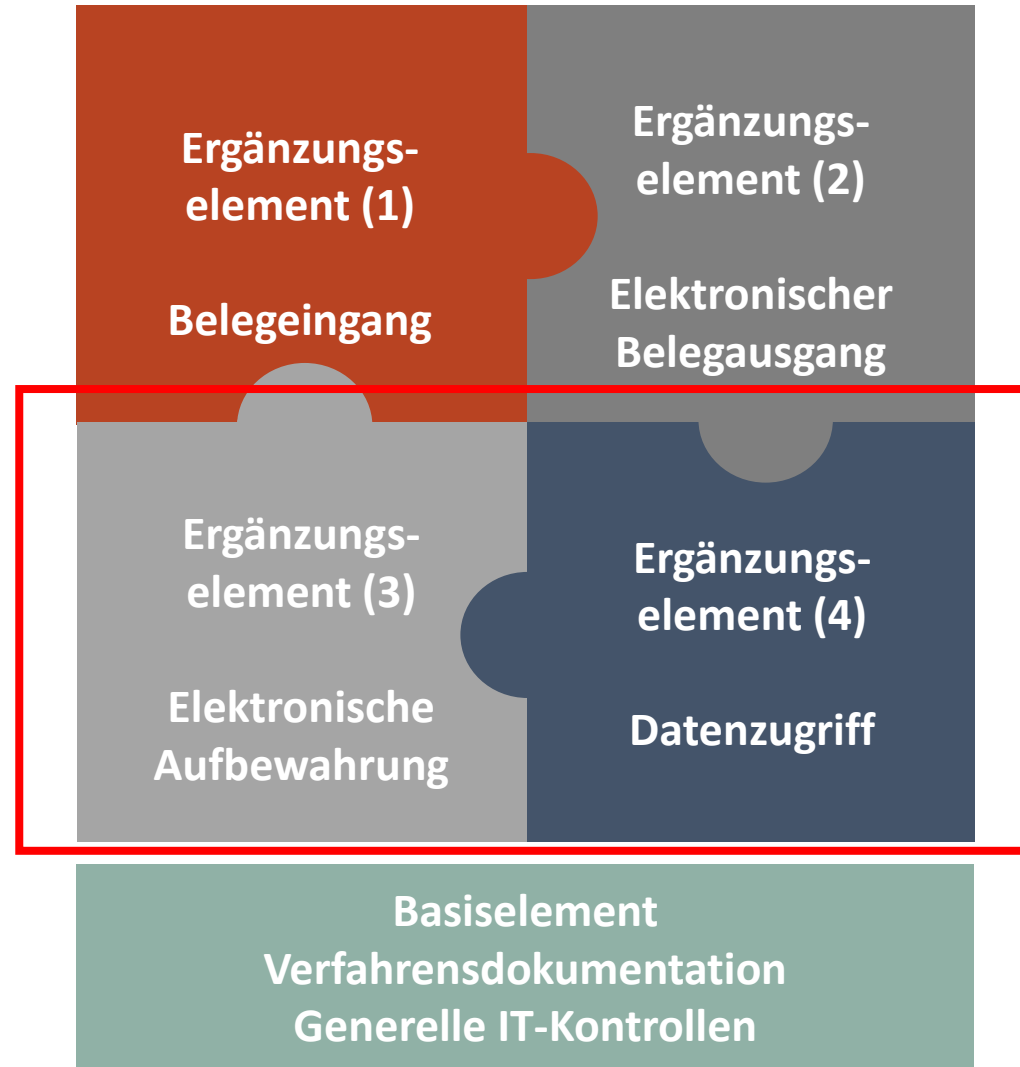 Ergänzungs-
element (1)
Belegeingang
Ergänzungs-
element (2)
Elektronischer
Belegausgang
Ergänzungs-
element (3)
Elektronische
Aufbewahrung
Ergänzungs-
element (4)
Datenzugriff
Basiselement
Verfahrensdokumentation
Generelle IT-Kontrollen